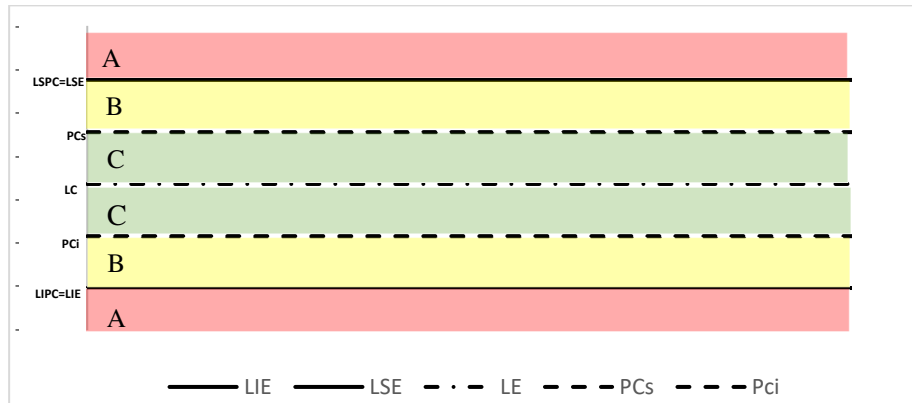 A
LSPC=LSE
B
PCs
C
LC
C
PCi
B
LIPC=LIE
A
LIE LSE LE PCs Pci